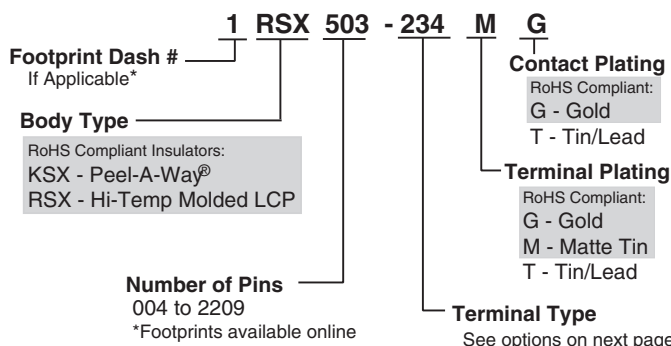 1 RSX 503 - 234 M G
Footprint Dash #
If Applicable*
Body Type
RoHS Compliant Insulators:
KSX - Peel-A-Way®
RSX - Hi-Temp Molded LCP
Number of Pins
004 to 2209
*Footprints available online
Contact Plating
RoHS Compliant:
G - Gold
T - Tin/Lead
Terminal Plating
RoHS Compliant:
G - Gold
M - Matte Tin
T - Tin/Lead
Terminal Type
See options on next page